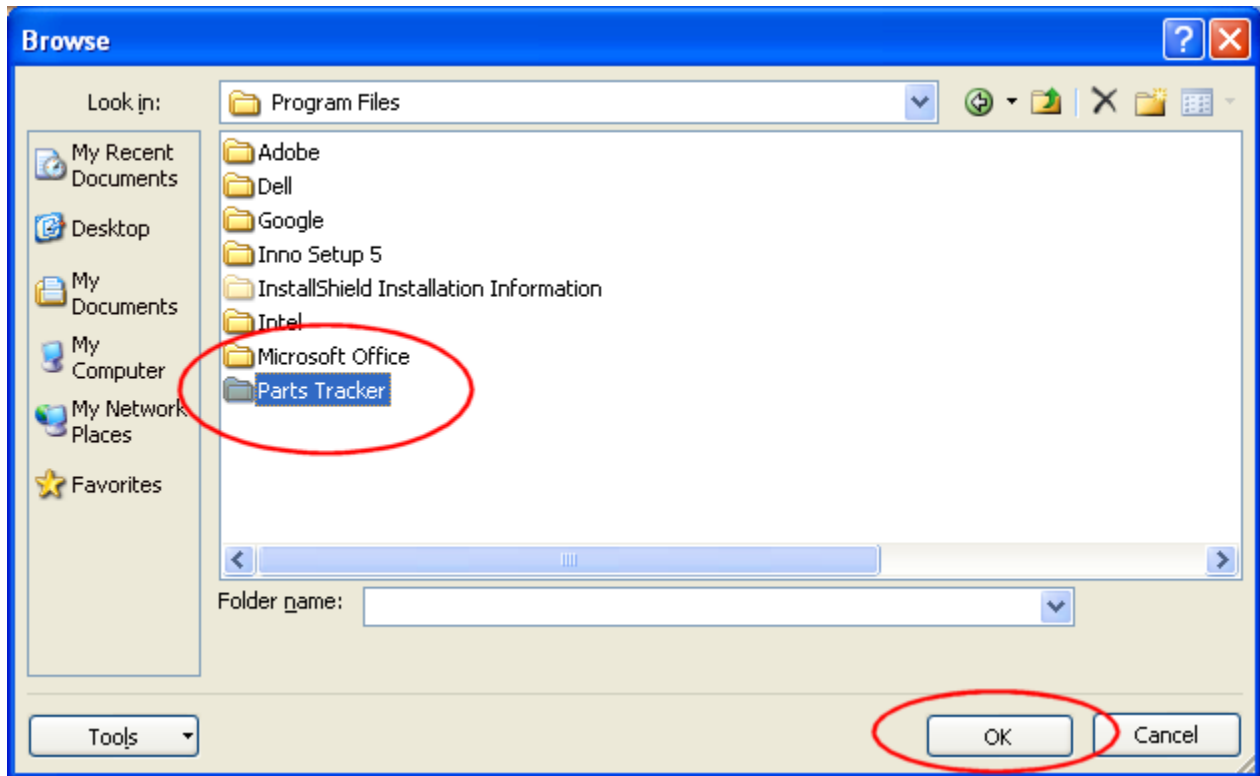 Browse
Look in:
Program Files
My Recent
Documents
Desktop
My
Documents
My
Computer
My Network
Places
Favorites
Adobe
Dell
Google
Inno Setup 5
InstallShield Installation Information
Intel
Microsoft Office
Parts Tracker
Folder name:
Tools
OK
Cancel